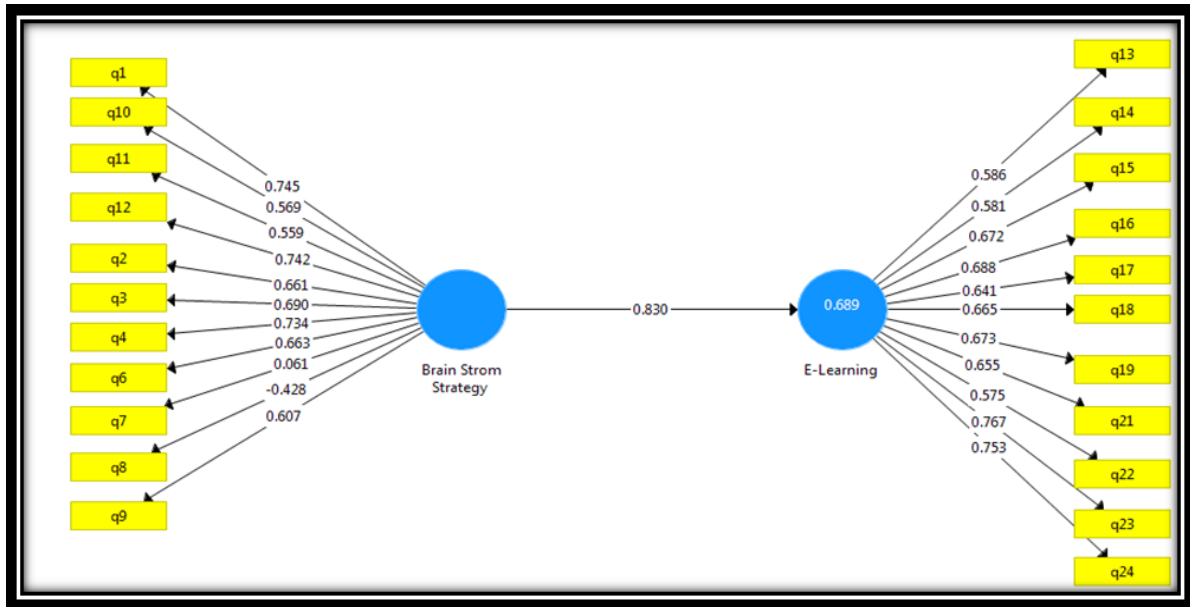 q1
q10
q11
q12
q2
q3
q4
q6
q7
q8
q9
0.745
0.569
0.559
0.742
0.661
0.690
0.734
0.663
0.061
-0.428
0.607
Brain Strom
Strategy
0.830
0.689
E-Learning
0.586
0.581
0.672
0.688
0.641
0.665
0.673
0.655
0.575
0.767
0.753
q13
q14
q15
q16
q17
q18
q19
q21
q22
q23
q24